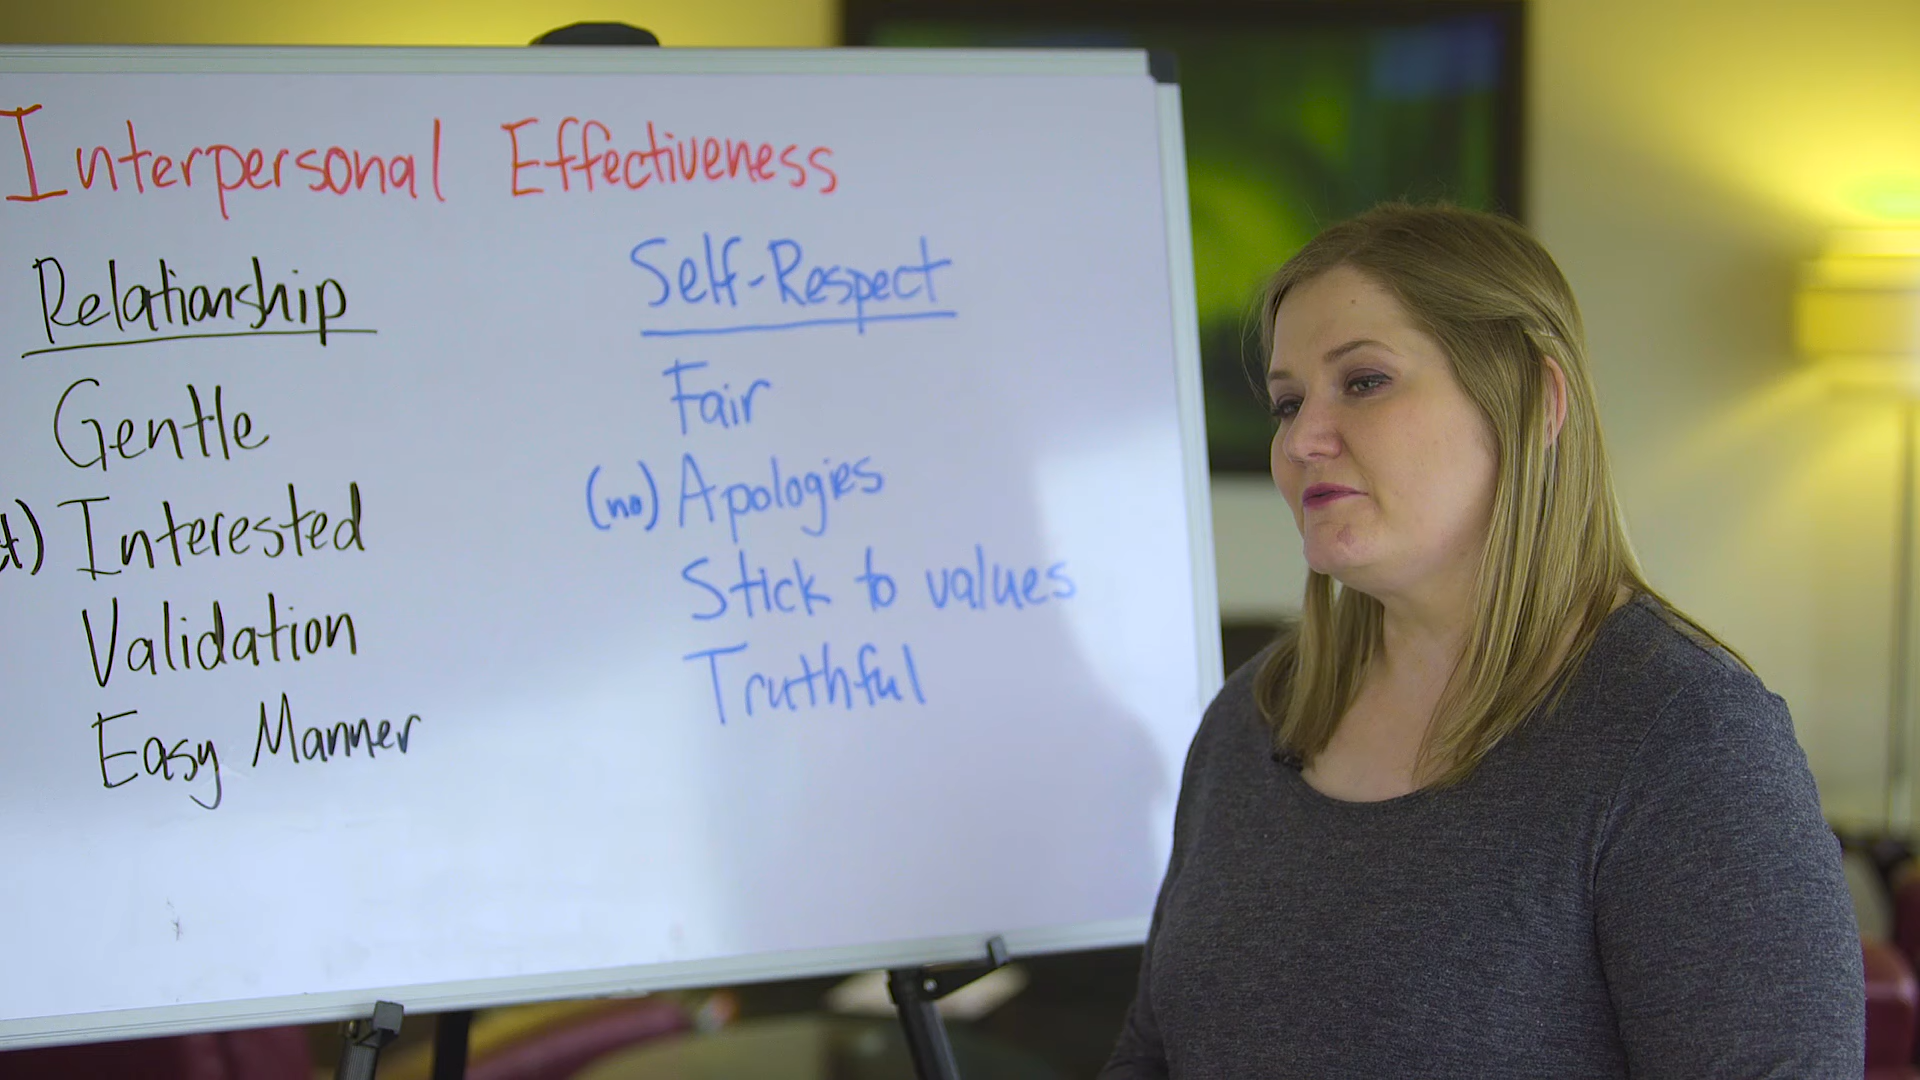 Interpersonal Effectiveness
Relationship
Gentle
t) Interested
Validation
Easy Manner
Self-Respect
Fair
(no) Apologies
Stick to values
Truthful